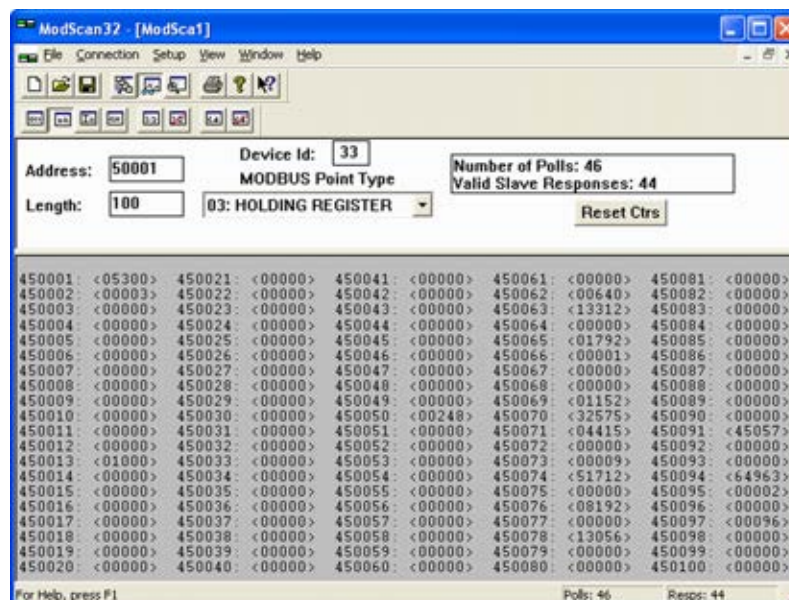 ModScan32 - [ModSca1]
File Connection Setup View Window Help
Address: 50001
Device Id: 33
MODBUS Point Type
Number of Polls: 46
Valid Slave Responses: 44
Length: 100
03: HOLDING REGISTER
Reset Ctrs
450001: <05300> 450021: <00000> 450041: <00000> 450061: <00000> 450081: <00000>
450002: <00003> 450022: <00000> 450042: <00000> 450062: <00640> 450082: <00000>
450003: <00000> 450023: <00000> 450043: <00000> 450063: <13312> 450083: <00000>
450004: <00000> 450024: <00000> 450044: <00000> 450064: <00000> 450084: <00000>
450005: <00000> 450025: <00000> 450045: <00000> 450065: <01792> 450085: <00000>
450006: <00000> 450026: <00000> 450046: <00000> 450066: <00001> 450086: <00000>
450007: <00000> 450027: <00000> 450047: <00000> 450067: <00000> 450087: <00000>
450008: <00000> 450028: <00000> 450048: <00000> 450068: <00000> 450088: <00000>
450009: <00000> 450029: <00000> 450049: <00000> 450069: <01152> 450089: <00000>
450010: <00000> 450030: <00000> 450050: <00248> 450070: <32575> 450090: <00000>
450011: <00000> 450031: <00000> 450051: <00000> 450071: <04415> 450091: <45057>
450012: <00000> 450032: <00000> 450052: <00000> 450072: <00000> 450092: <00000>
450013: <01000> 450033: <00000> 450053: <00000> 450073: <00009> 450093: <00000>
450014: <00000> 450034: <00000> 450054: <00000> 450074: <51712> 450094: <64963>
450015: <00000> 450035: <00000> 450055: <00000> 450075: <00000> 450095: <00002>
450016: <00000> 450036: <00000> 450056: <00000> 450076: <08192> 450096: <00000>
450017: <00000> 450037: <00000> 450057: <00000> 450077: <00000> 450097: <00096>
450018: <00000> 450038: <00000> 450058: <00000> 450078: <13056> 450098: <00000>
450019: <00000> 450039: <00000> 450059: <00000> 450079: <00000> 450099: <00000>
450020: <00000> 450040: <00000> 450060: <00000> 450080: <00000> 450100: <00000>
For Help, press F1
Polls: 46
Resps: 44